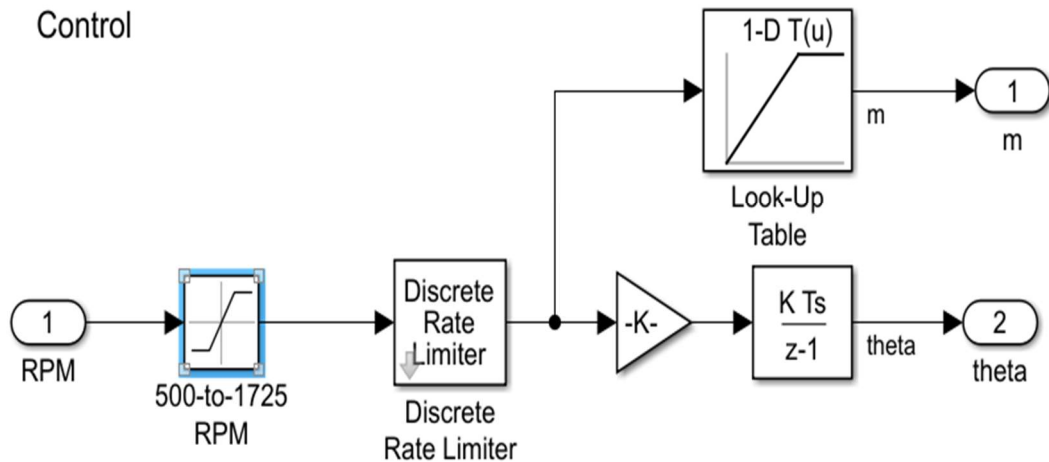 Control
1-D T(u)
m
1
m
Look-Up
Table
1
RPM
500-to-1725
RPM
Discrete
Rate
Limiter
Discrete
Rate Limiter
-K-
K Ts
z-1
theta
2
theta